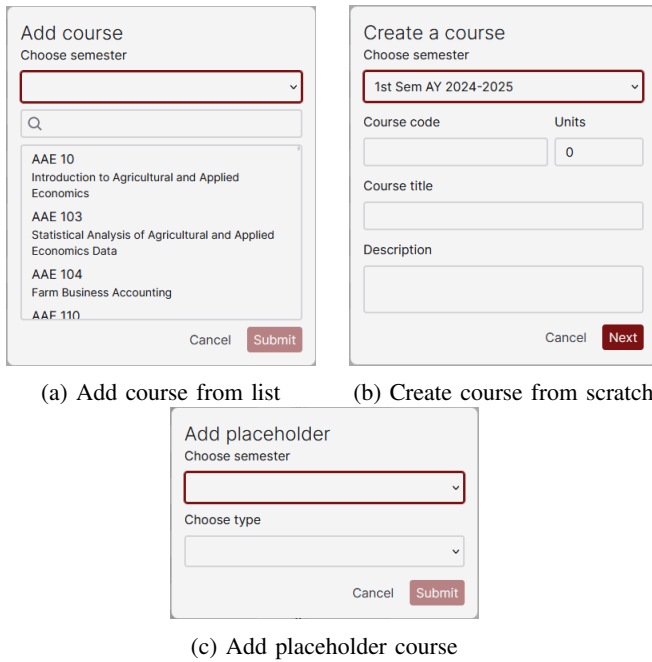 Add course
Choose semester
AAE 10
Introduction to Agricultural and Applied
Economics
AAE 103
Statistical Analysis of Agricultural and Applied
Economics Data
AAE 104
Farm Business Accounting
AAE 110
Cancel Submit
(a) Add course from list
Create a course
Choose semester
1st Sem AY 2024-2025
Course code Units
0
Course title
Description
Cancel Next
(b) Create course from scratch
Add placeholder
Choose semester
Choose type
Cancel Submit
(c) Add placeholder course